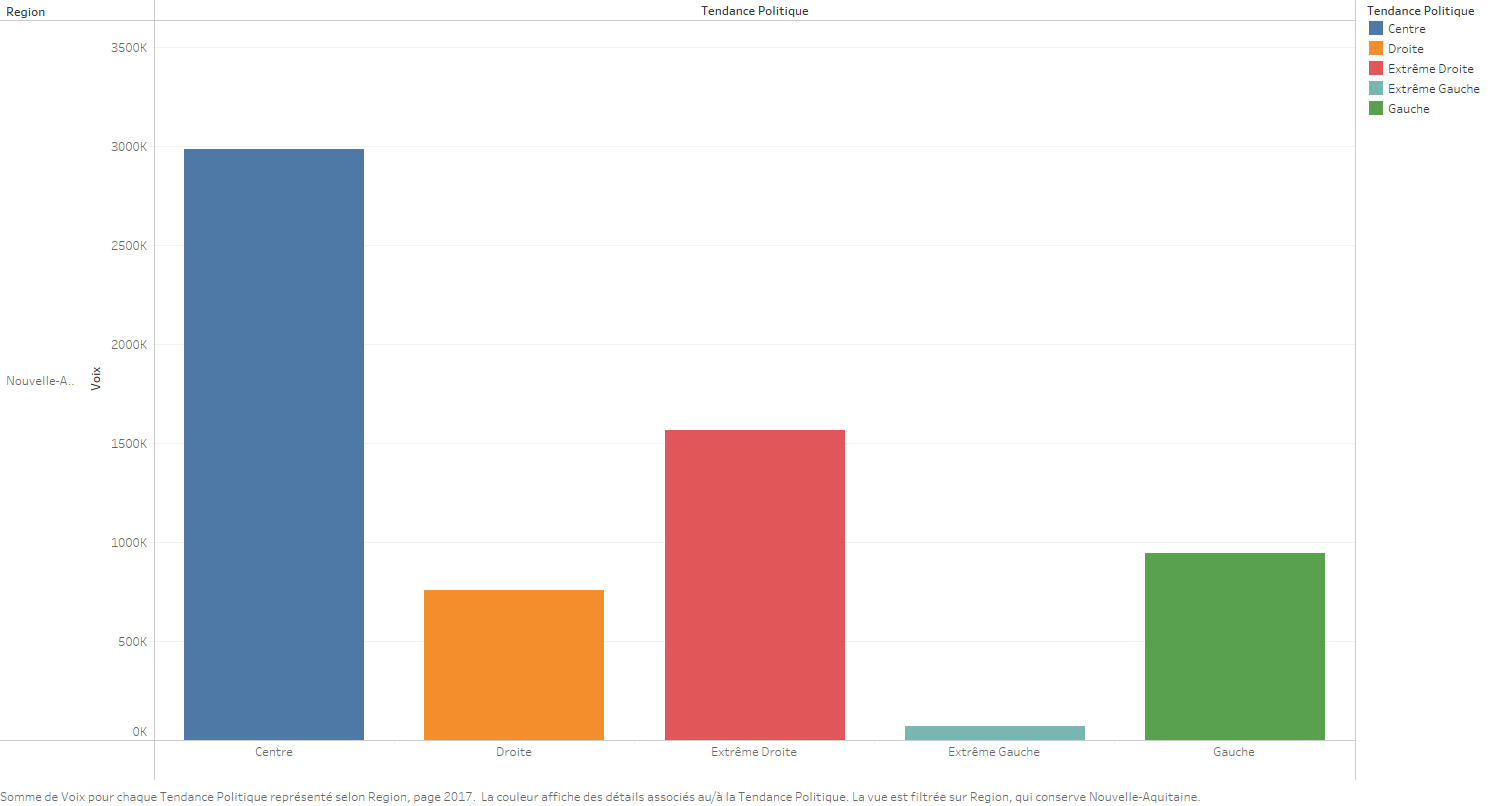 Region
Tendance Politique
Tendance Politique
Centre
Droite
Extrême Droite
Extrême Gauche
Gauche
3500K
3000K
2500K
2000K
1500K
1000K
500K
0K
Nouvelle-A..
Voix
Centre
Droite
Extrême Droite
Extrême Gauche
Gauche
Somme de Voix pour chaque Tendance Politique représenté selon Region, page 2017. La couleur affiche des détails associés au/à la Tendance Politique. La vue est filtrée sur Region, qui conserve Nouvelle-Aquitaine.